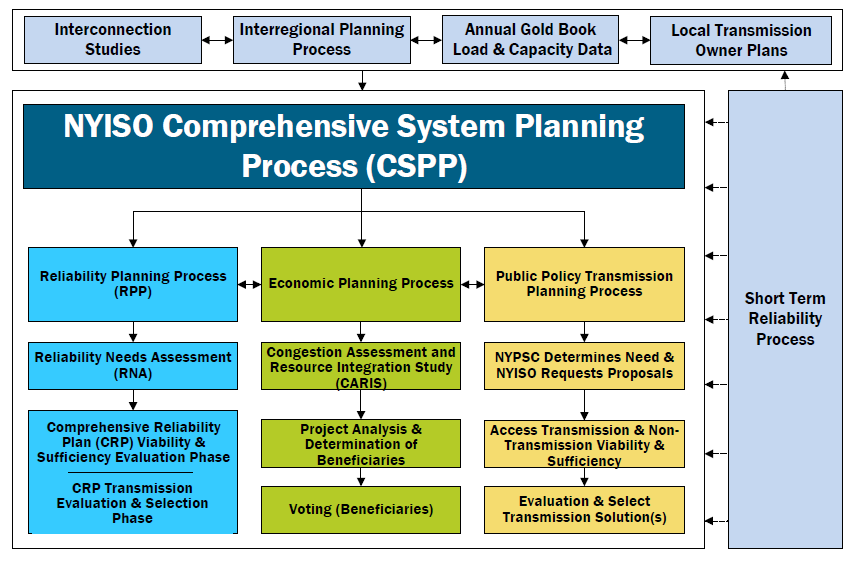 Interconnection
Studies
Interregional Planning
Process
Annual Gold Book
Load & Capacity Data
Local Transmission
Owner Plans
NYISO Comprehensive System Planning
Process (CSPP)
Reliability Planning Process
(RPP)
Economic Planning Process
Public Policy Transmission
Planning Process
Short Term
Reliability
Process
Reliability Needs Assessment
(RNA)
Congestion Assessment and
Resource Integration Study
(CARIS)
NYPSC Determines Need &
NYISO Requests Proposals
Comprehensive Reliability
Plan (CRP) Viability &
Sufficiency Evaluation Phase
CRP Transmission
Evaluation & Selection
Phase
Project Analysis &
Determination of
Beneficiaries
Access Transmission & Non-
Transmission Viability &
Sufficiency
Voting (Beneficiaries)
Evaluation & Select
Transmission Solution(s)